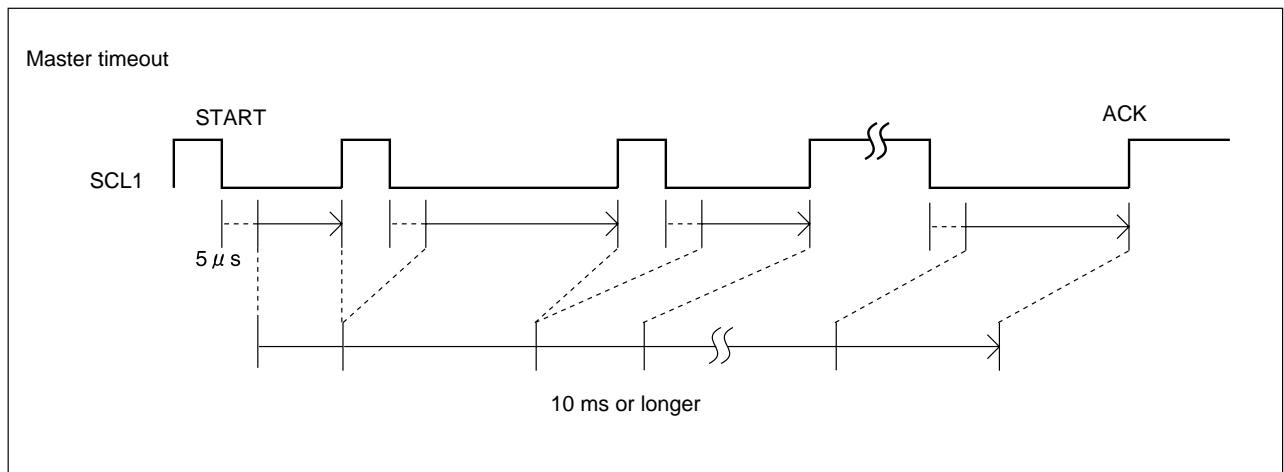 Master timeout
START
ACK
SCL1
5 μ s
10 ms or longer